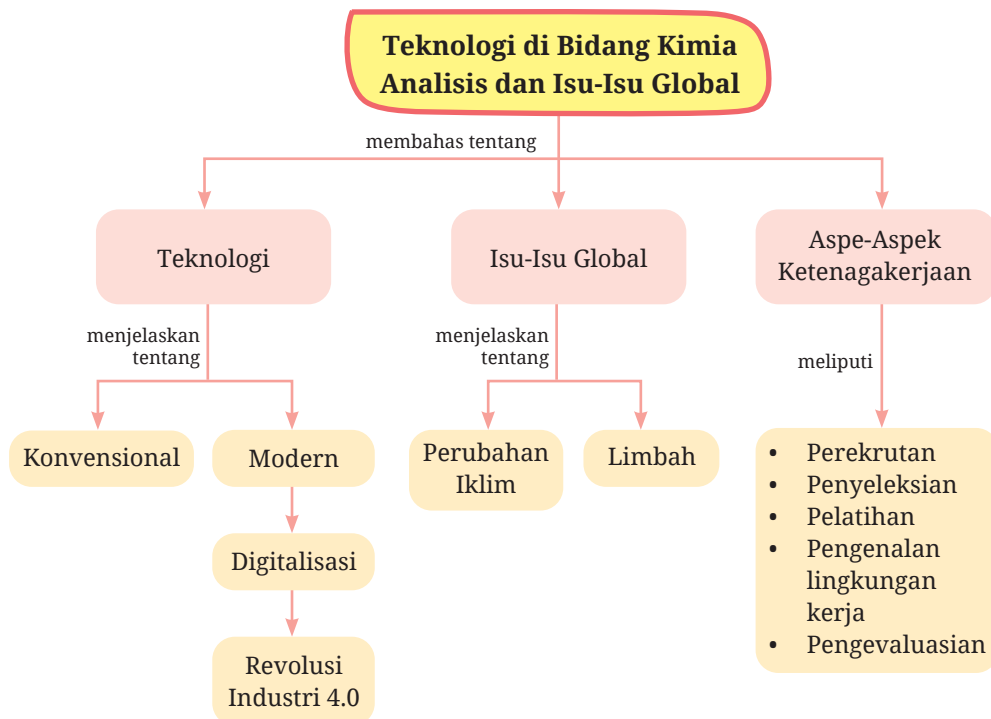 Teknologi di Bidang Kimia
Analisis dan Isu-Isu Global
membahas tentang
Teknologi
Isu-Isu Global
Aspe-Aspek
Ketenagakerjaan
menjelaskan
tentang
menjelaskan
tentang
meliputi
Konvensional
Modern
Perubahan
Iklim
Limbah
• Perekrutan
• Penyeleksian
• Pelatihan
• Pengenalan
lingkungan
kerja
• Pengevaluasian
Digitalisasi
Revolusi
Industri 4.0